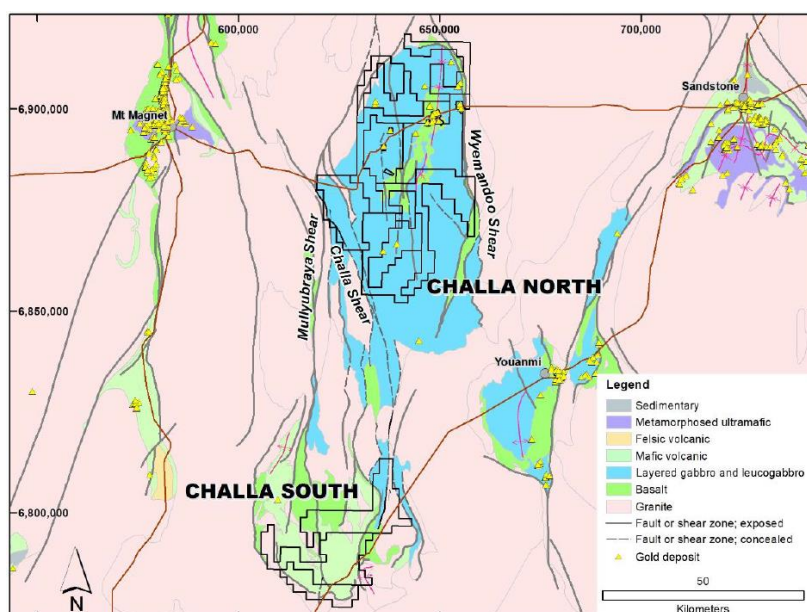 600,000
650,000
700,000
6,900,000
Mt Magnet
Sandstone
Wyemandoo Shear
Mullyubraya Shear
Challa Shear
CHALLA NORTH
6,850,000
Youanmi
CHALLA SOUTH
6,800,000
N
Legend
Sedimentary
Metamorphosed ultramafic
Felsic volcanic
Mafic volcanic
Layered gabbro and leucogabbro
Basalt
Granite
Fault or shear zone; exposed
Fault or shear zone; concealed
Gold deposit
50
Kilometers